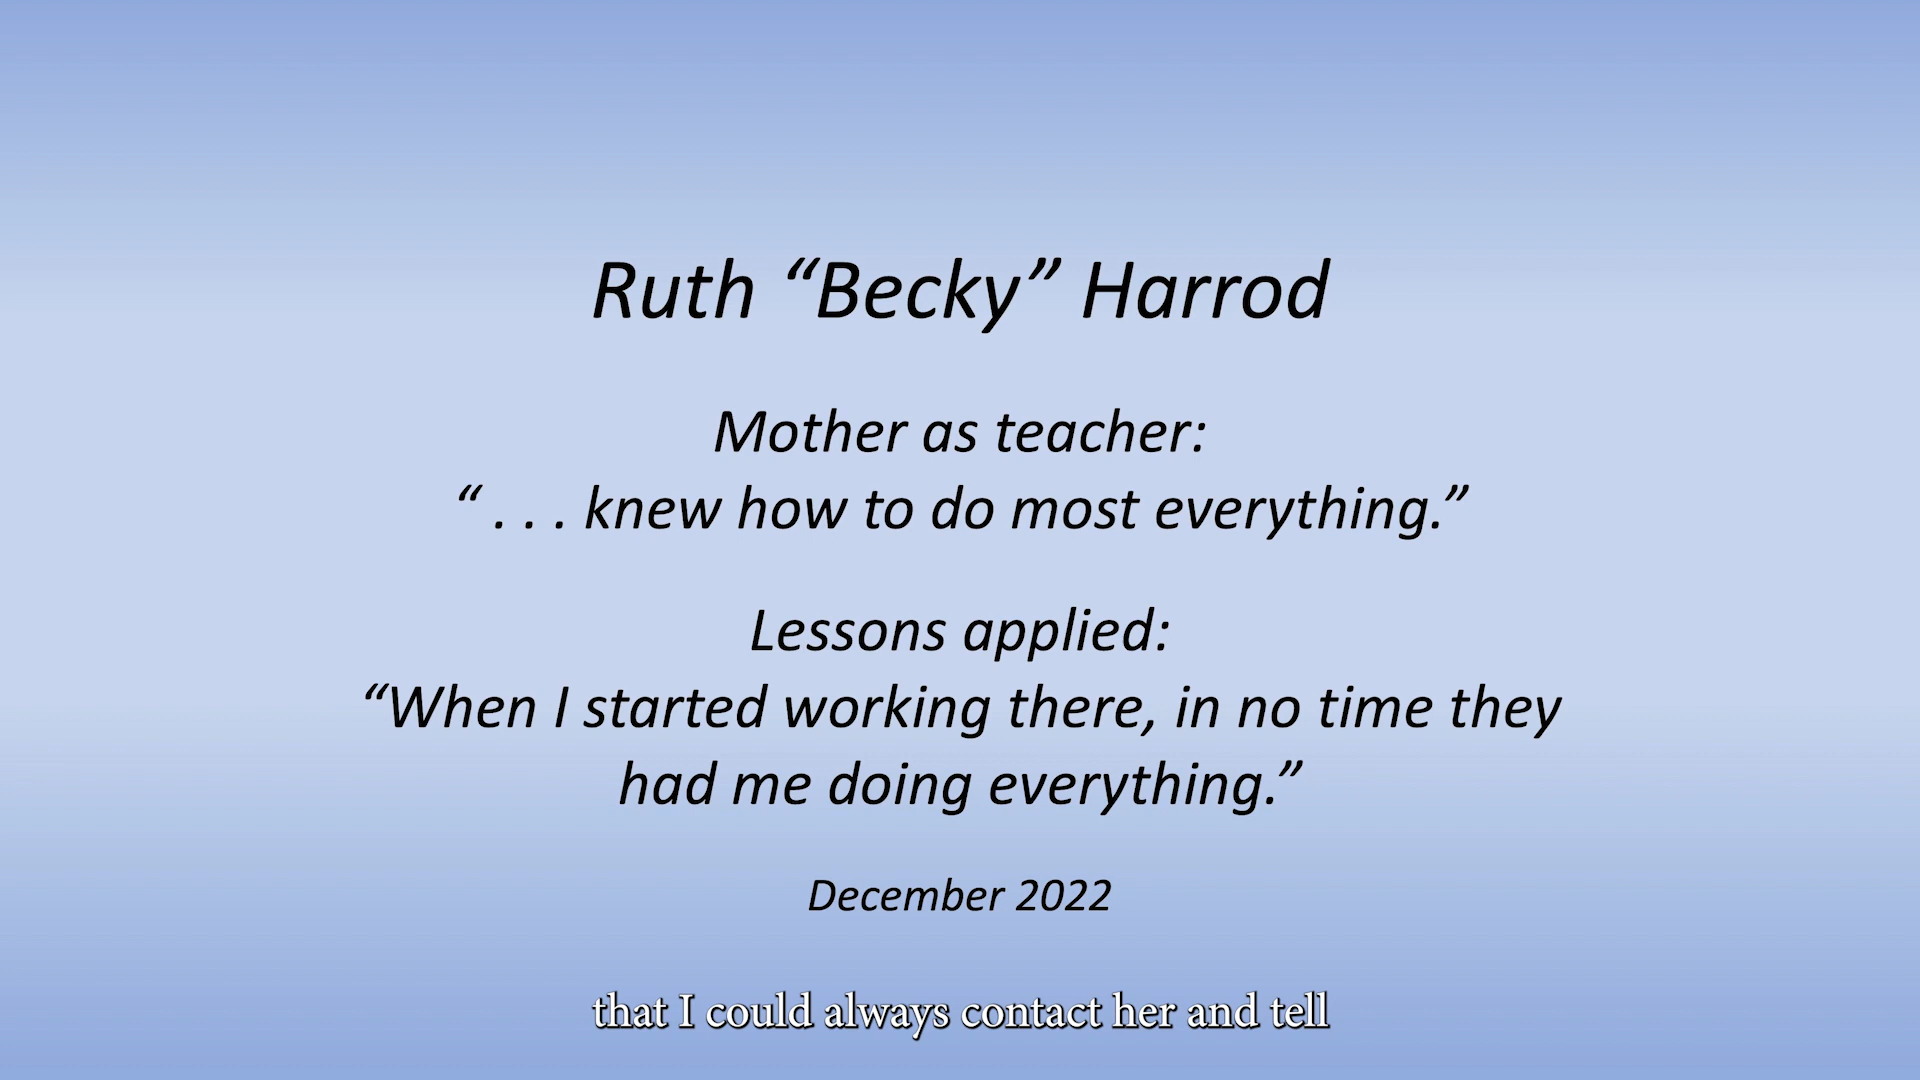 Ruth “Becky” Harrod
Mother as teacher:
“ . . . knew how to do most everything.”
Lessons applied:
“When I started working there, in no time they
had me doing everything.”
December 2022
that I could always contact her and tell